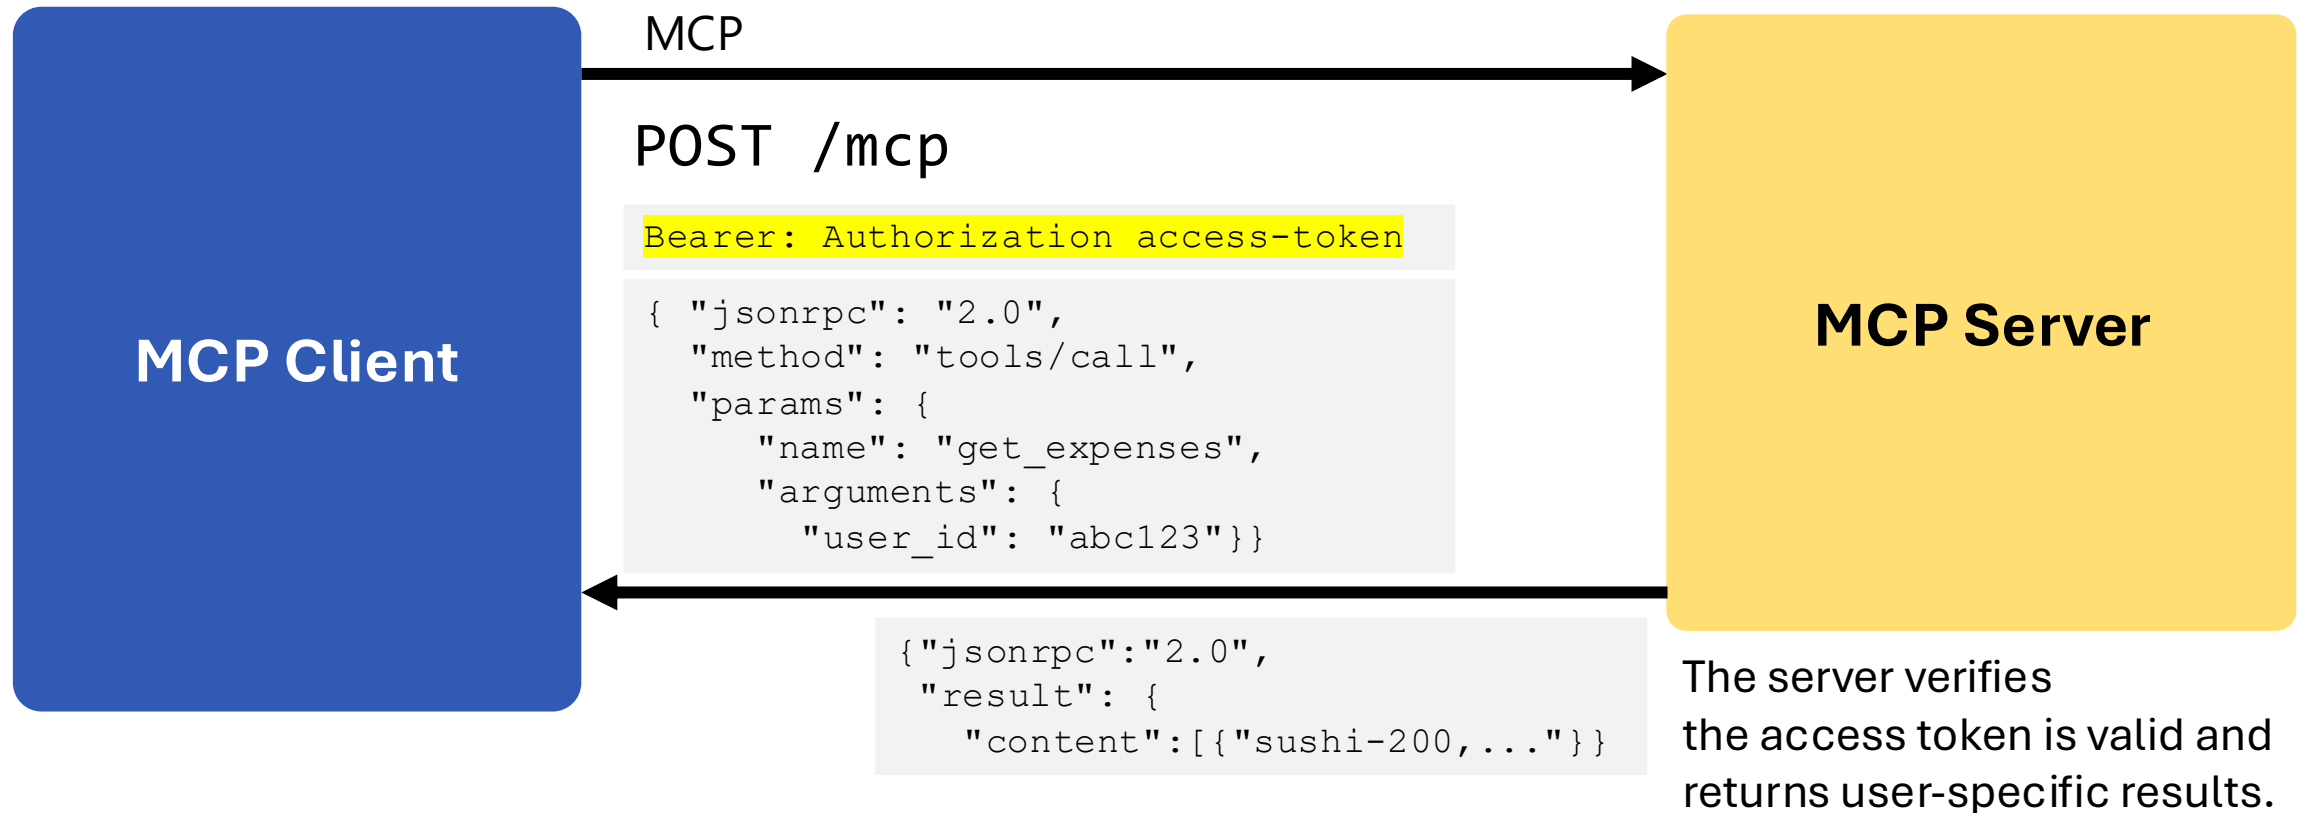 MCP
POST /mcp
Bearer: Authorization access-token
{ "jsonrpc": "2.0",
"method": "tools/call",
"params": {
"name": "get_expenses",
"arguments": {
"user_id": "abc123"}}
MCP Client
MCP Server
{"jsonrpc":"2.0",
"result": {
"content":[{"sushi-200,..."}}
The server verifies
the access token is valid and
returns user-specific results.